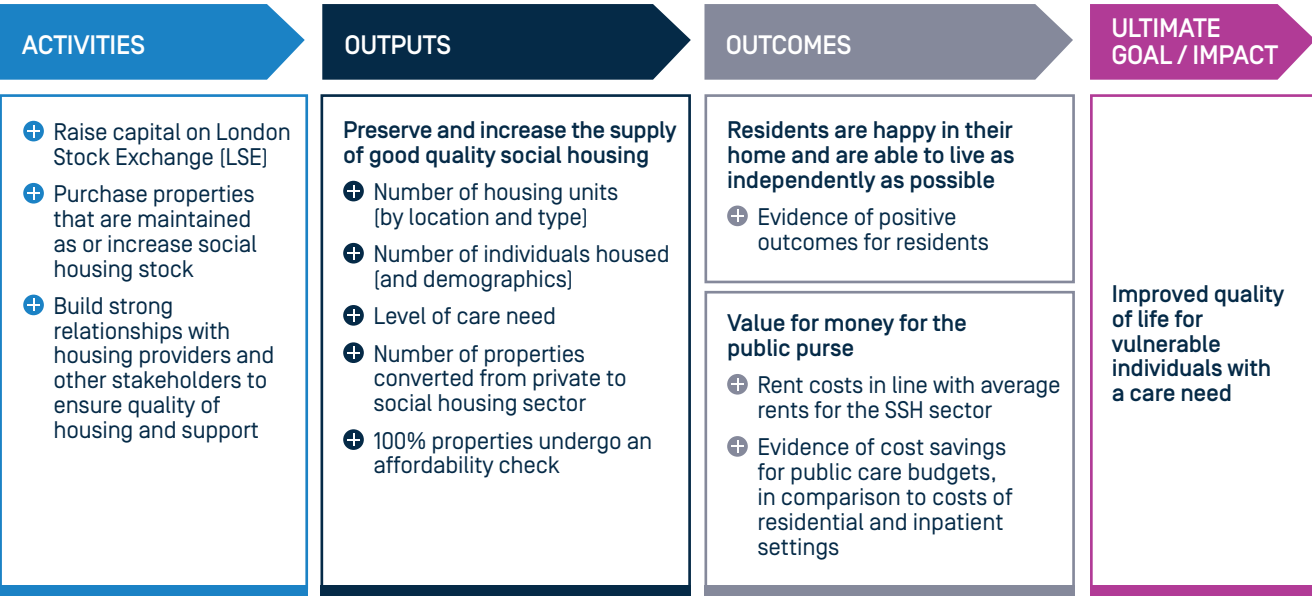 ACTIVITIES
Raise capital on London
Stock Exchange (LSE)
Purchase properties
that are maintained
as or increase social
housing stock
Build strong
relationships with
housing providers and
other stakeholders to
ensure quality of
housing and support
OUTPUTS
Preserve and increase the supply
of good quality social housing
Number of housing units
(by location and type)
Number of individuals housed
(and demographics)
Level of care need
Number of properties
converted from private to
social housing sector
100% properties undergo an
affordability check
OUTCOMES
Residents are happy in their
home and are able to live as
independently as possible
Evidence of positive
outcomes for residents
Value for money for the
public purse
Rent costs in line with average
rents for the SSH sector
Evidence of cost savings
for public care budgets,
in comparison to costs of
residential and inpatient
settings
ULTIMATE
GOAL / IMPACT
Improved quality
of life for
vulnerable
individuals with
a care need